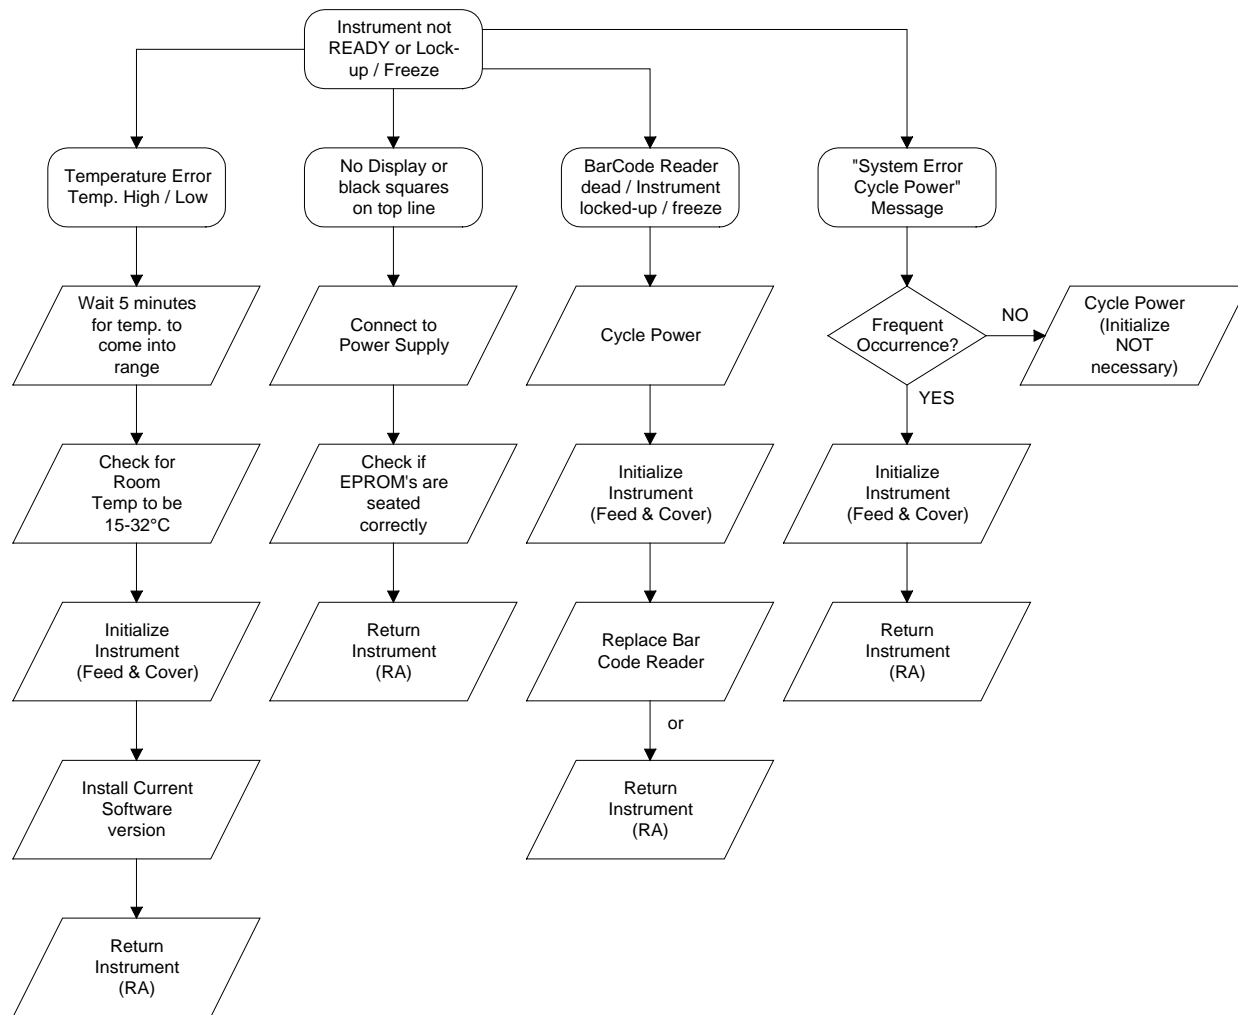 Instrument not
READY or Lock-
up / Freeze
Temperature Error
Temp. High / Low
No Display or
black squares
on top line
BarCode Reader
dead / Instrument
locked-up / freeze
"System Error
Cycle Power"
Message
Wait 5 minutes
for temp. to
come into
range
Connect to
Power Supply
Cycle Power
Frequent
Occurrence?
NO
Cycle Power
(Initialize
NOT
necessary)
YES
Check for
Room
Temp to be
15-32°C
Check if
EPROM's are
seated
correctly
Initialize
Instrument
(Feed & Cover)
Initialize
Instrument
(Feed & Cover)
Initialize
Instrument
(Feed & Cover)
Return
Instrument
(RA)
Replace Bar
Code Reader
Return
Instrument
(RA)
or
Install Current
Software
version
Return
Instrument
(RA)
Return
Instrument
(RA)